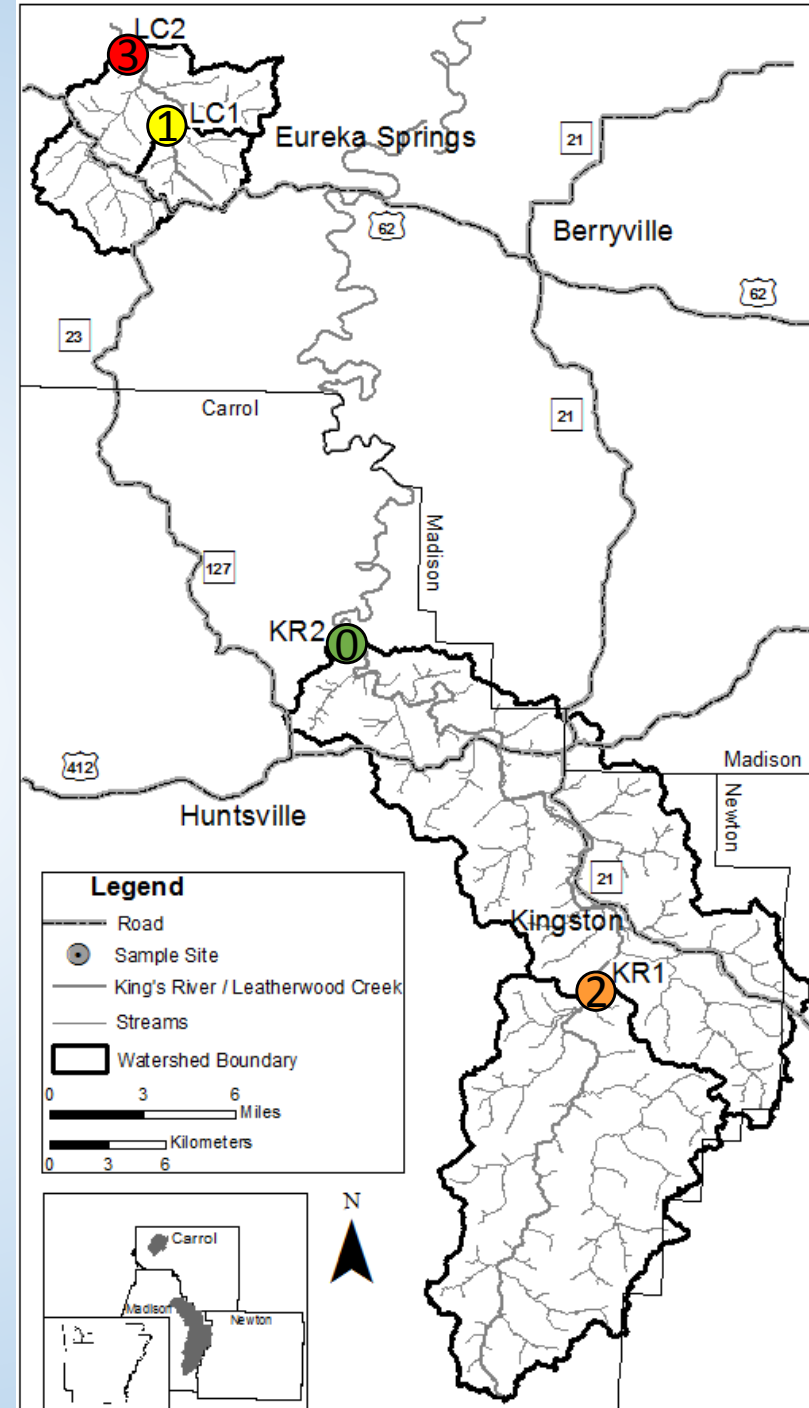 LC2
3
LC1
1
Eureka Springs
21
62
Berryville
62
23
Carrol
21
Madison
127
KR2
0
412
Madison
Newton
Huntsville
21
Kingston
KR1
2
Legend
Road
Sample Site
King's River / Leatherwood Creek
Streams
Watershed Boundary
0 3 6
Miles
Kilometers
0 3 6
N
Carrol
Madison
Newton